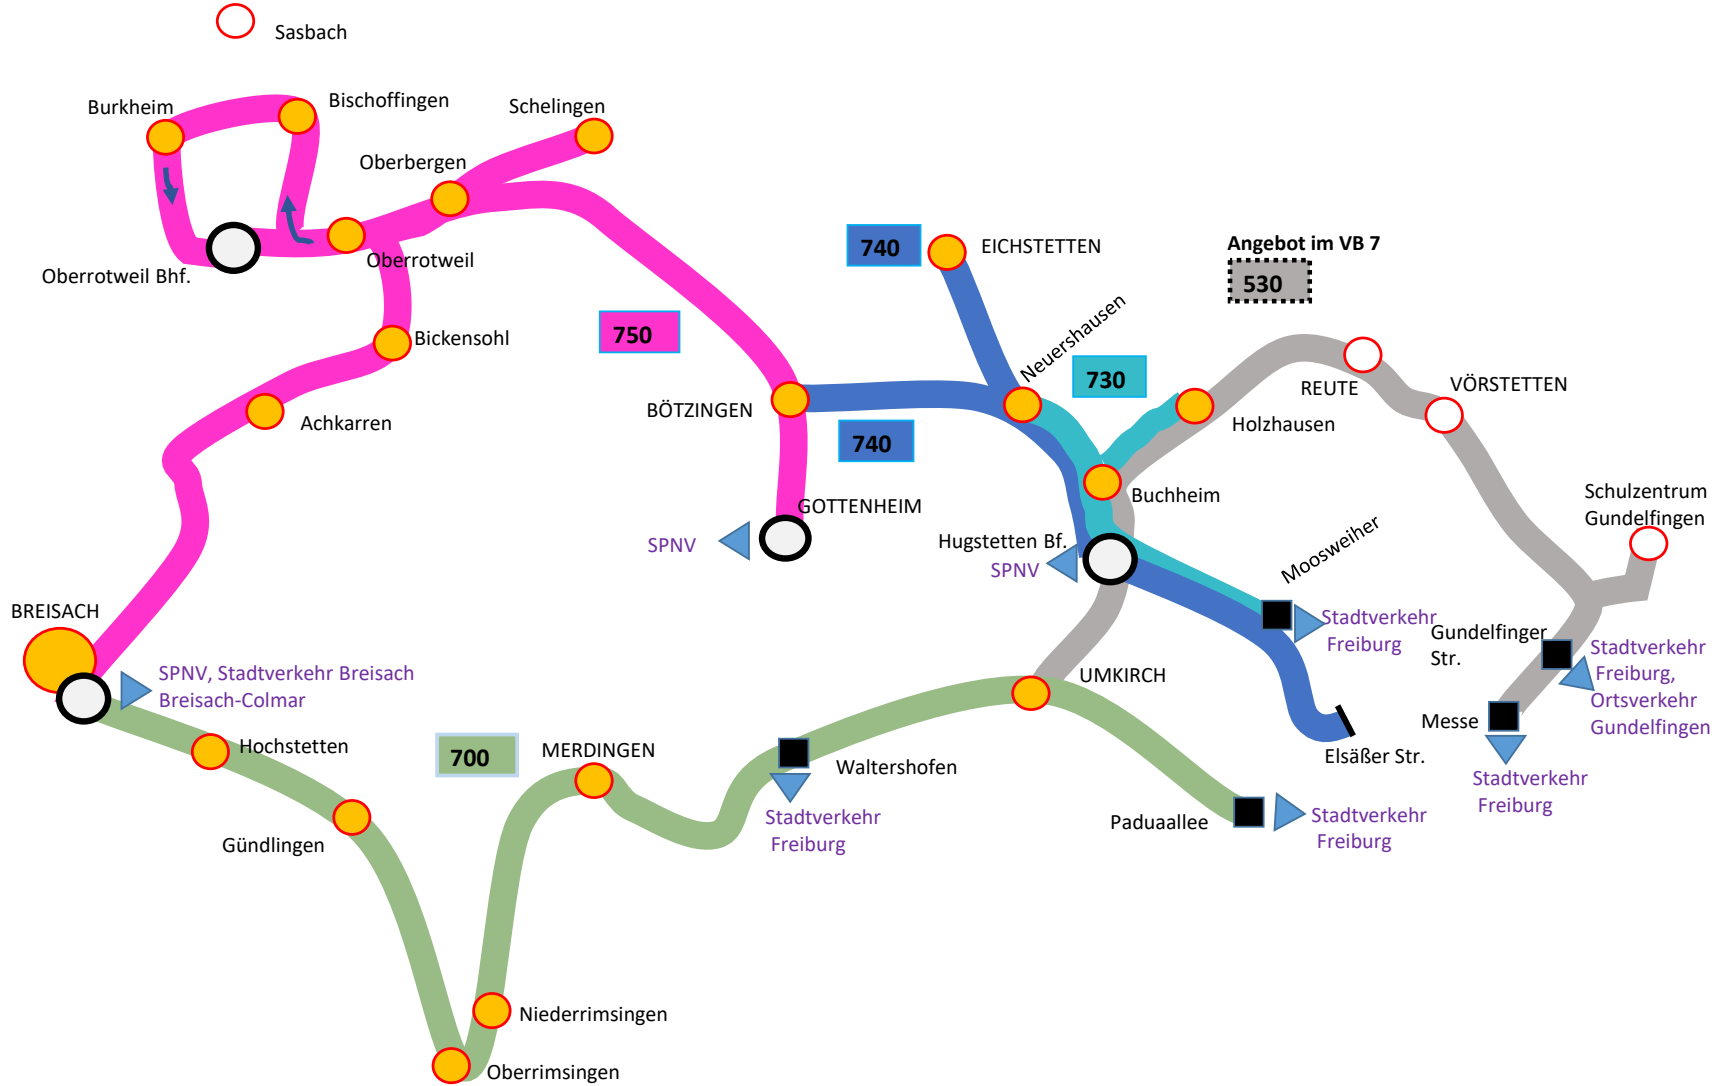 Sasbach
Burkheim
Bischoffingen
Schelingen
Oberbergen
Oberrotweil Bhf.
Oberrotweil
740
EICHSTETTEN
Angebot im VB 7
530
Bickensohl
750
Neuershausen
730
REUTE
VÖRSTETTEN
BÖTZINGEN
740
Achkarren
Holzhausen
GOTTENHEIM
SPNV
Buchheim
Hugstetten Bf.
SPNV
Moosweiher
Schulzentrum
Gundelfingen
BREISACH
SPNV, Stadtverkehr Breisach
Breisach-Colmar
Stadtverkehr
Freiburg
Gundelfinger
Str.
Stadtverkehr
Freiburg,
Ortsverkehr
Gundelfingen
UMKIRCH
Messe
Stadtverkehr
Freiburg
Elsäßer Str.
Hochstetten
700
MERDINGEN
Waltershofen
Stadtverkehr
Freiburg
Paduaallee
Stadtverkehr
Freiburg
Gündlingen
Niederrimsingen
Oberrimsingen